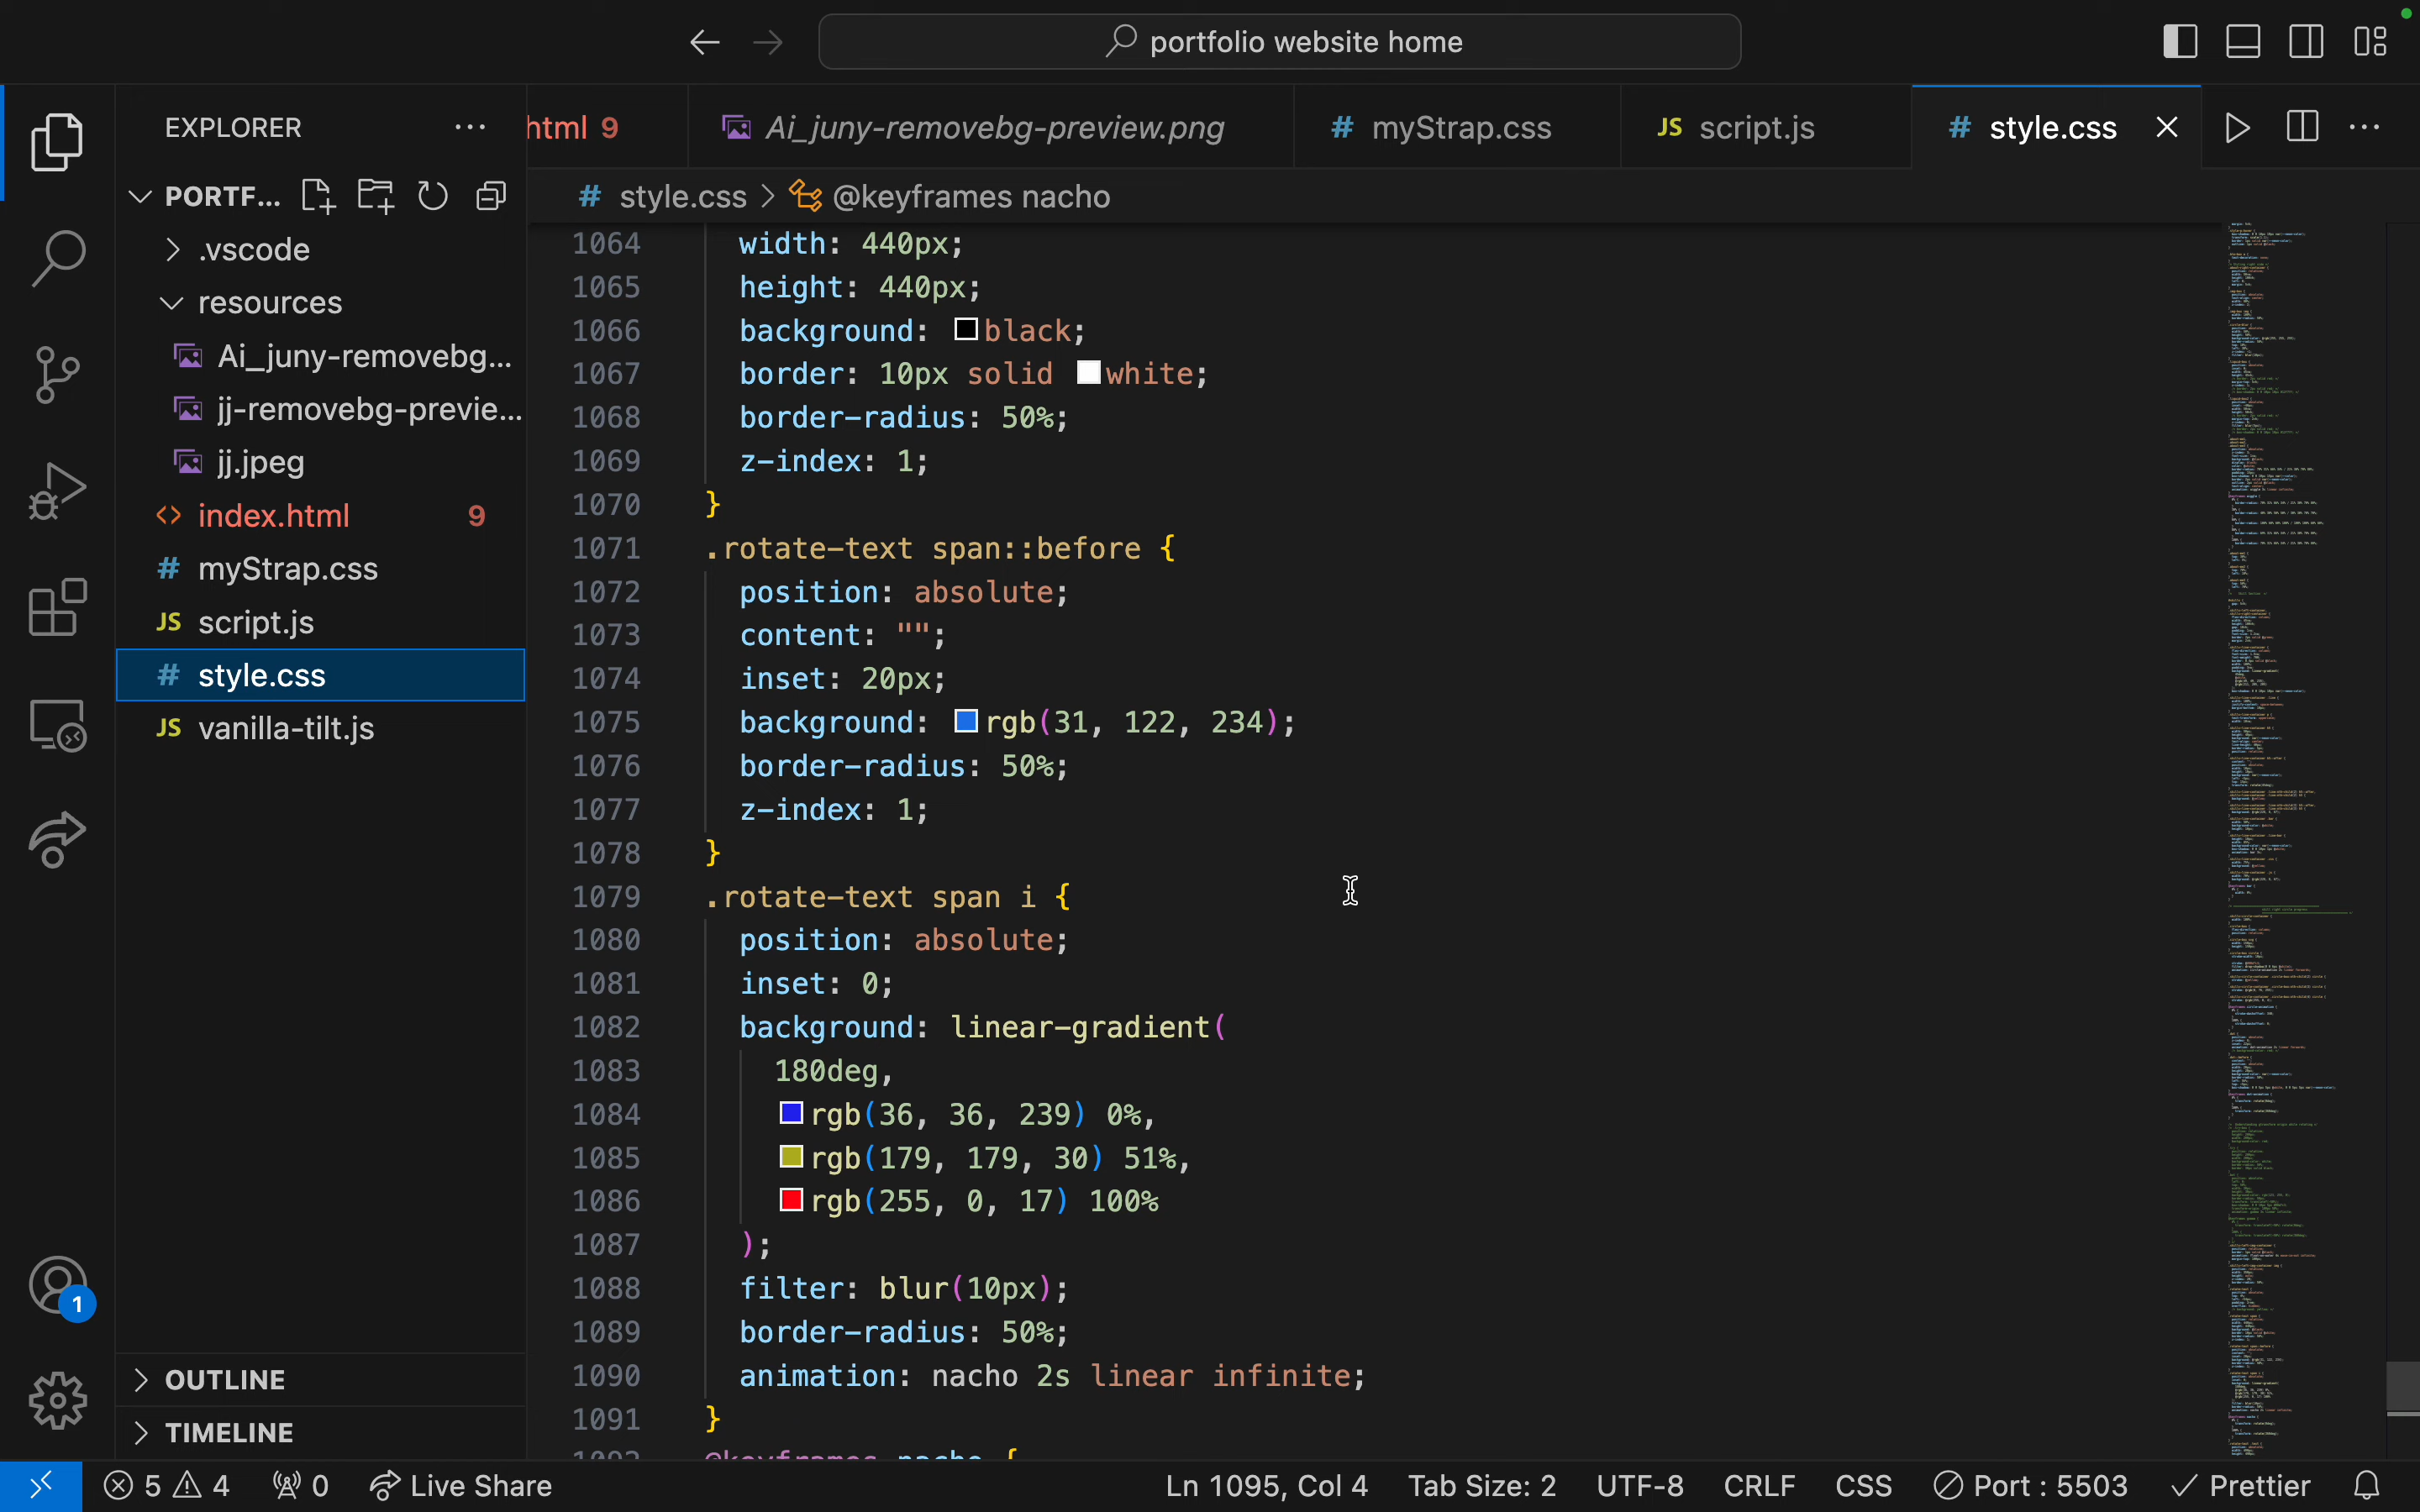 portfolio website home
EXPLORER
html 9
Ai_juny-removebg-preview.png
# myStrap.css
JS script.js
# style.css
PORTF...
# style.css > @keyframes nacho
.vscode
resources
Ai_juny-removebg...
jj-removebg-previe...
jj.jpeg
<> index.html 9
# myStrap.css
JS script.js
# style.css
JS vanilla-tilt.js
1064 width: 440px;
1065 height: 440px;
1066 background: black;
1067 border: 10px solid white;
1068 border-radius: 50%;
1069 z-index: 1;
1070 }
1071 .rotate-text span::before {
1072 position: absolute;
1073 content: "";
1074 inset: 20px;
1075 background: rgb(31, 122, 234);
1076 border-radius: 50%;
1077 z-index: 1;
1078 }
1079 .rotate-text span i {
1080 position: absolute;
1081 inset: 0;
1082 background: linear-gradient(
1083 180deg,
1084 rgb(36, 36, 239) 0%,
1085 rgb(179, 179, 30) 51%,
1086 rgb(255, 0, 17) 100%
1087 );
1088 filter: blur(10px);
1089 border-radius: 50%;
1090 animation: nacho 2s linear infinite;
1091 }
1092 @keyframes nacho {
1
OUTLINE
TIMELINE
5 4 0 Live Share
Ln 1095, Col 4 Tab Size: 2 UTF-8 CRLF CSS Port : 5503 Prettier